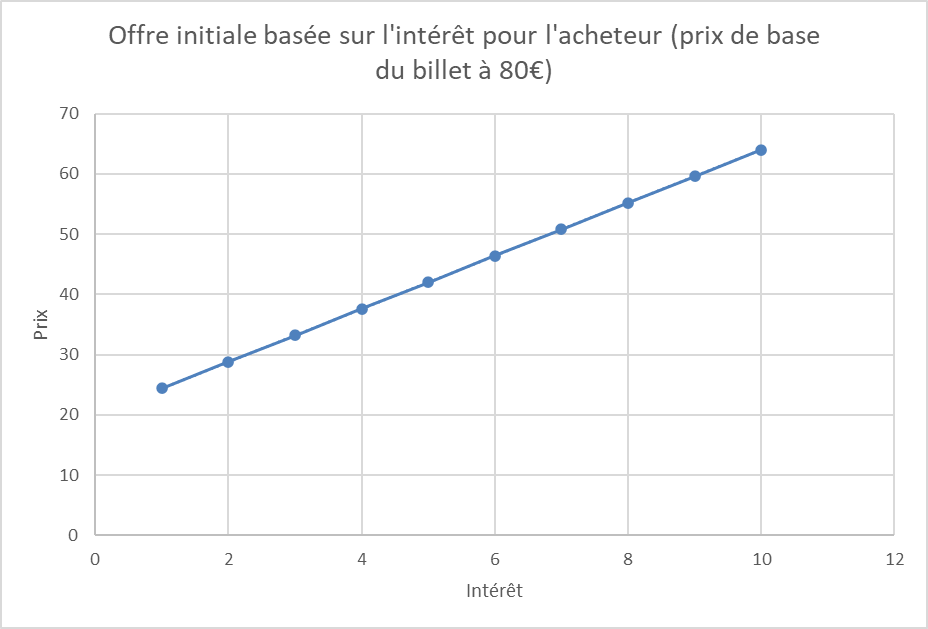 Offre initiale basée sur l'intérêt pour l'acheteur (prix de base
du billet à 80€)
70
60
50
40
30
20
10
0
Prix
0 2 4 6 8 10 12
Intérêt